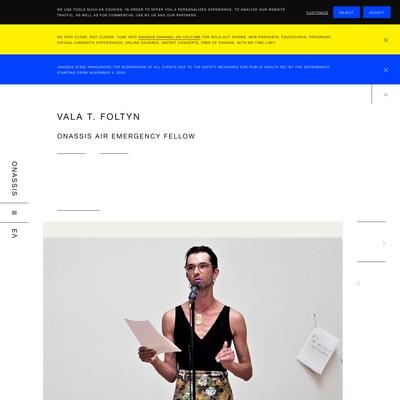 WE USE TOOLS SUCH AS COOKIES, IN ORDER TO OFFER YOU A PERSONALIZED EXPERIENCE, TO ANALYZE OUR WEBSITE
TRAFFIC, AS WELL AS FOR COMMERCIAL USE BY US AND OUR PARTNERS.
CUSTOMIZE
REJECT
ACCEPT
WE STAY CLOSE, NOT CLOSED. TUNE INTO ONASSIS CHANNEL ON YOUTUBE FOR SOLD-OUT SHOWS, NEW PODCASTS, EDUCATIONAL PROGRAMS,
VIRTUAL CINEMATIC EXPERIENCES, ONLINE COURSES, SECRET CONCERTS. FREE OF CHARGE, WITH NO TIME LIMIT.
ONASSIS STEGI ANNOUNCES THE SUSPENSION OF ALL EVENTS DUE TO THE SAFETY MEASURES FOR PUBLIC HEALTH SET BY THE GOVERNMENT
STARTING FROM NOVEMBER 3, 2020.
VALA T. FOLTYN
ONASSIS AIR EMERGENCY FELLOW
ONASSIS
ΕΛ